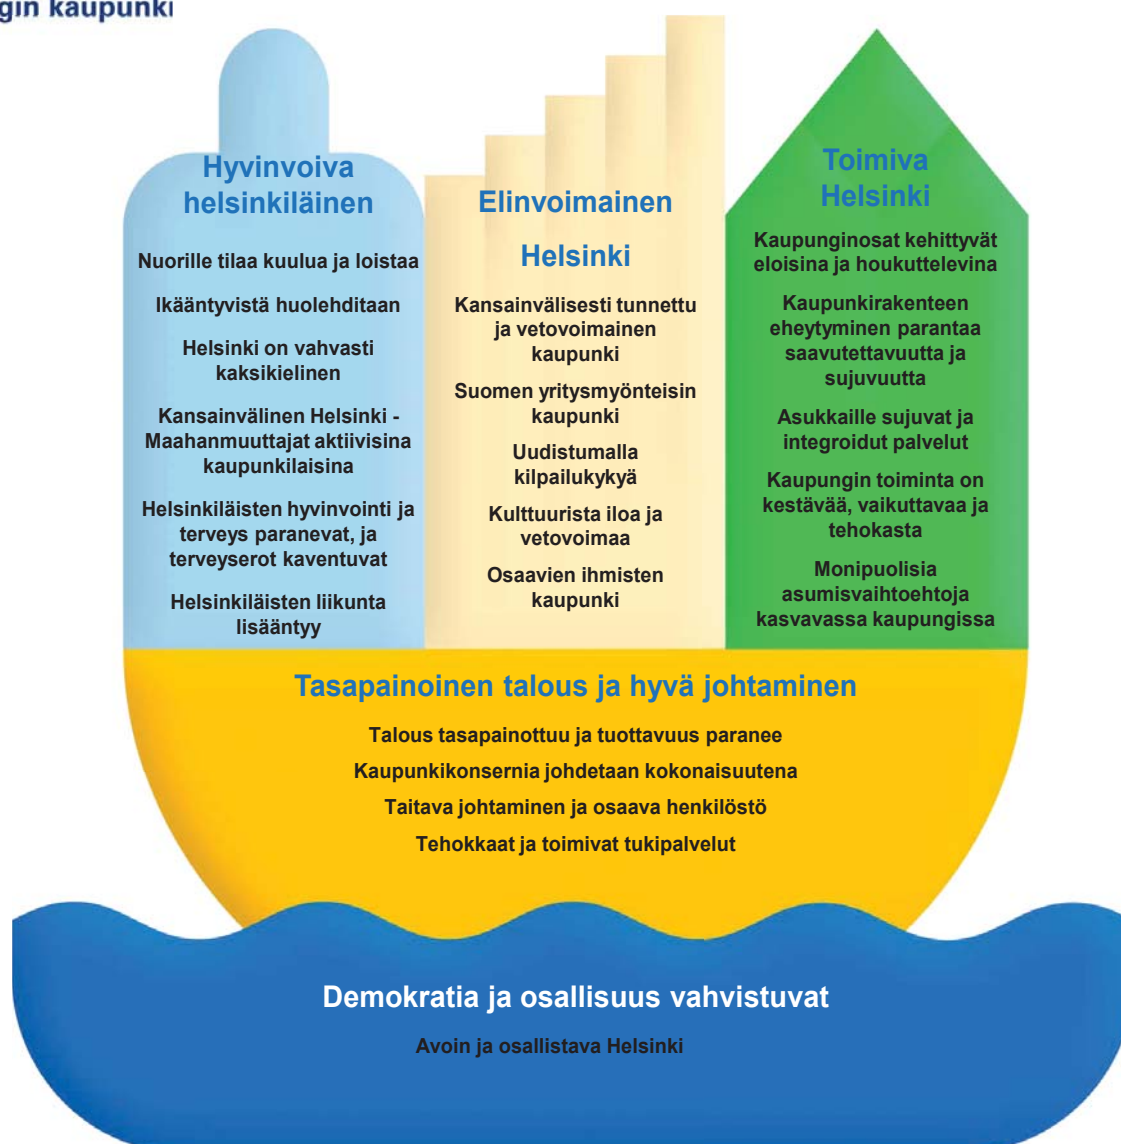 gin kaupunki
Hyvinvoiva
helsinkiläinen
Nuorille tilaa kuulua ja loistaa
Ikääntyvistä huolehditaan
Helsinki on vahvasti
kaksikielinen
Kansainvälinen Helsinki -
Maahanmuuttajat aktiivisina
kaupunkilaisina
Helsinkiläisten hyvinvointi ja
terveys paranevat, ja
terveyserot kaventuvat
Helsinkiläisten liikunta
lisääntyy
Elinvoimainen
Helsinki
Kansainvälisesti tunnettu
ja vetovoimainen
kaupunki
Suomen yritysmyönteisin
kaupunki
Uudistumalla
kilpailukykyä
Kulttuurista iloa ja
vetovoimaa
Osaavien ihmisten
kaupunki
Toimiva
Helsinki
Kaupunginosat kehittyvät
eloisina ja houkuttelevina
Kaupunkirakenteen
eheytyminen parantaa
saavutettavuutta ja
sujuvuutta
Asukkaille sujuvat ja
integroidut palvelut
Kaupungin toiminta on
kestävää, vaikuttavaa ja
tehokasta
Monipuolisia
asumisvaihtoehtoja
kasvavassa kaupungissa
Tasapainoinen talous ja hyvä johtaminen
Talous tasapainottuu ja tuottavuus paranee
Kaupunkikonsernia johdetaan kokonaisuutena
Taitava johtaminen ja osaava henkilöstö
Tehokkaat ja toimivat tukipalvelut
Demokratia ja osallisuus vahvistuvat
Avoin ja osallistava Helsinki